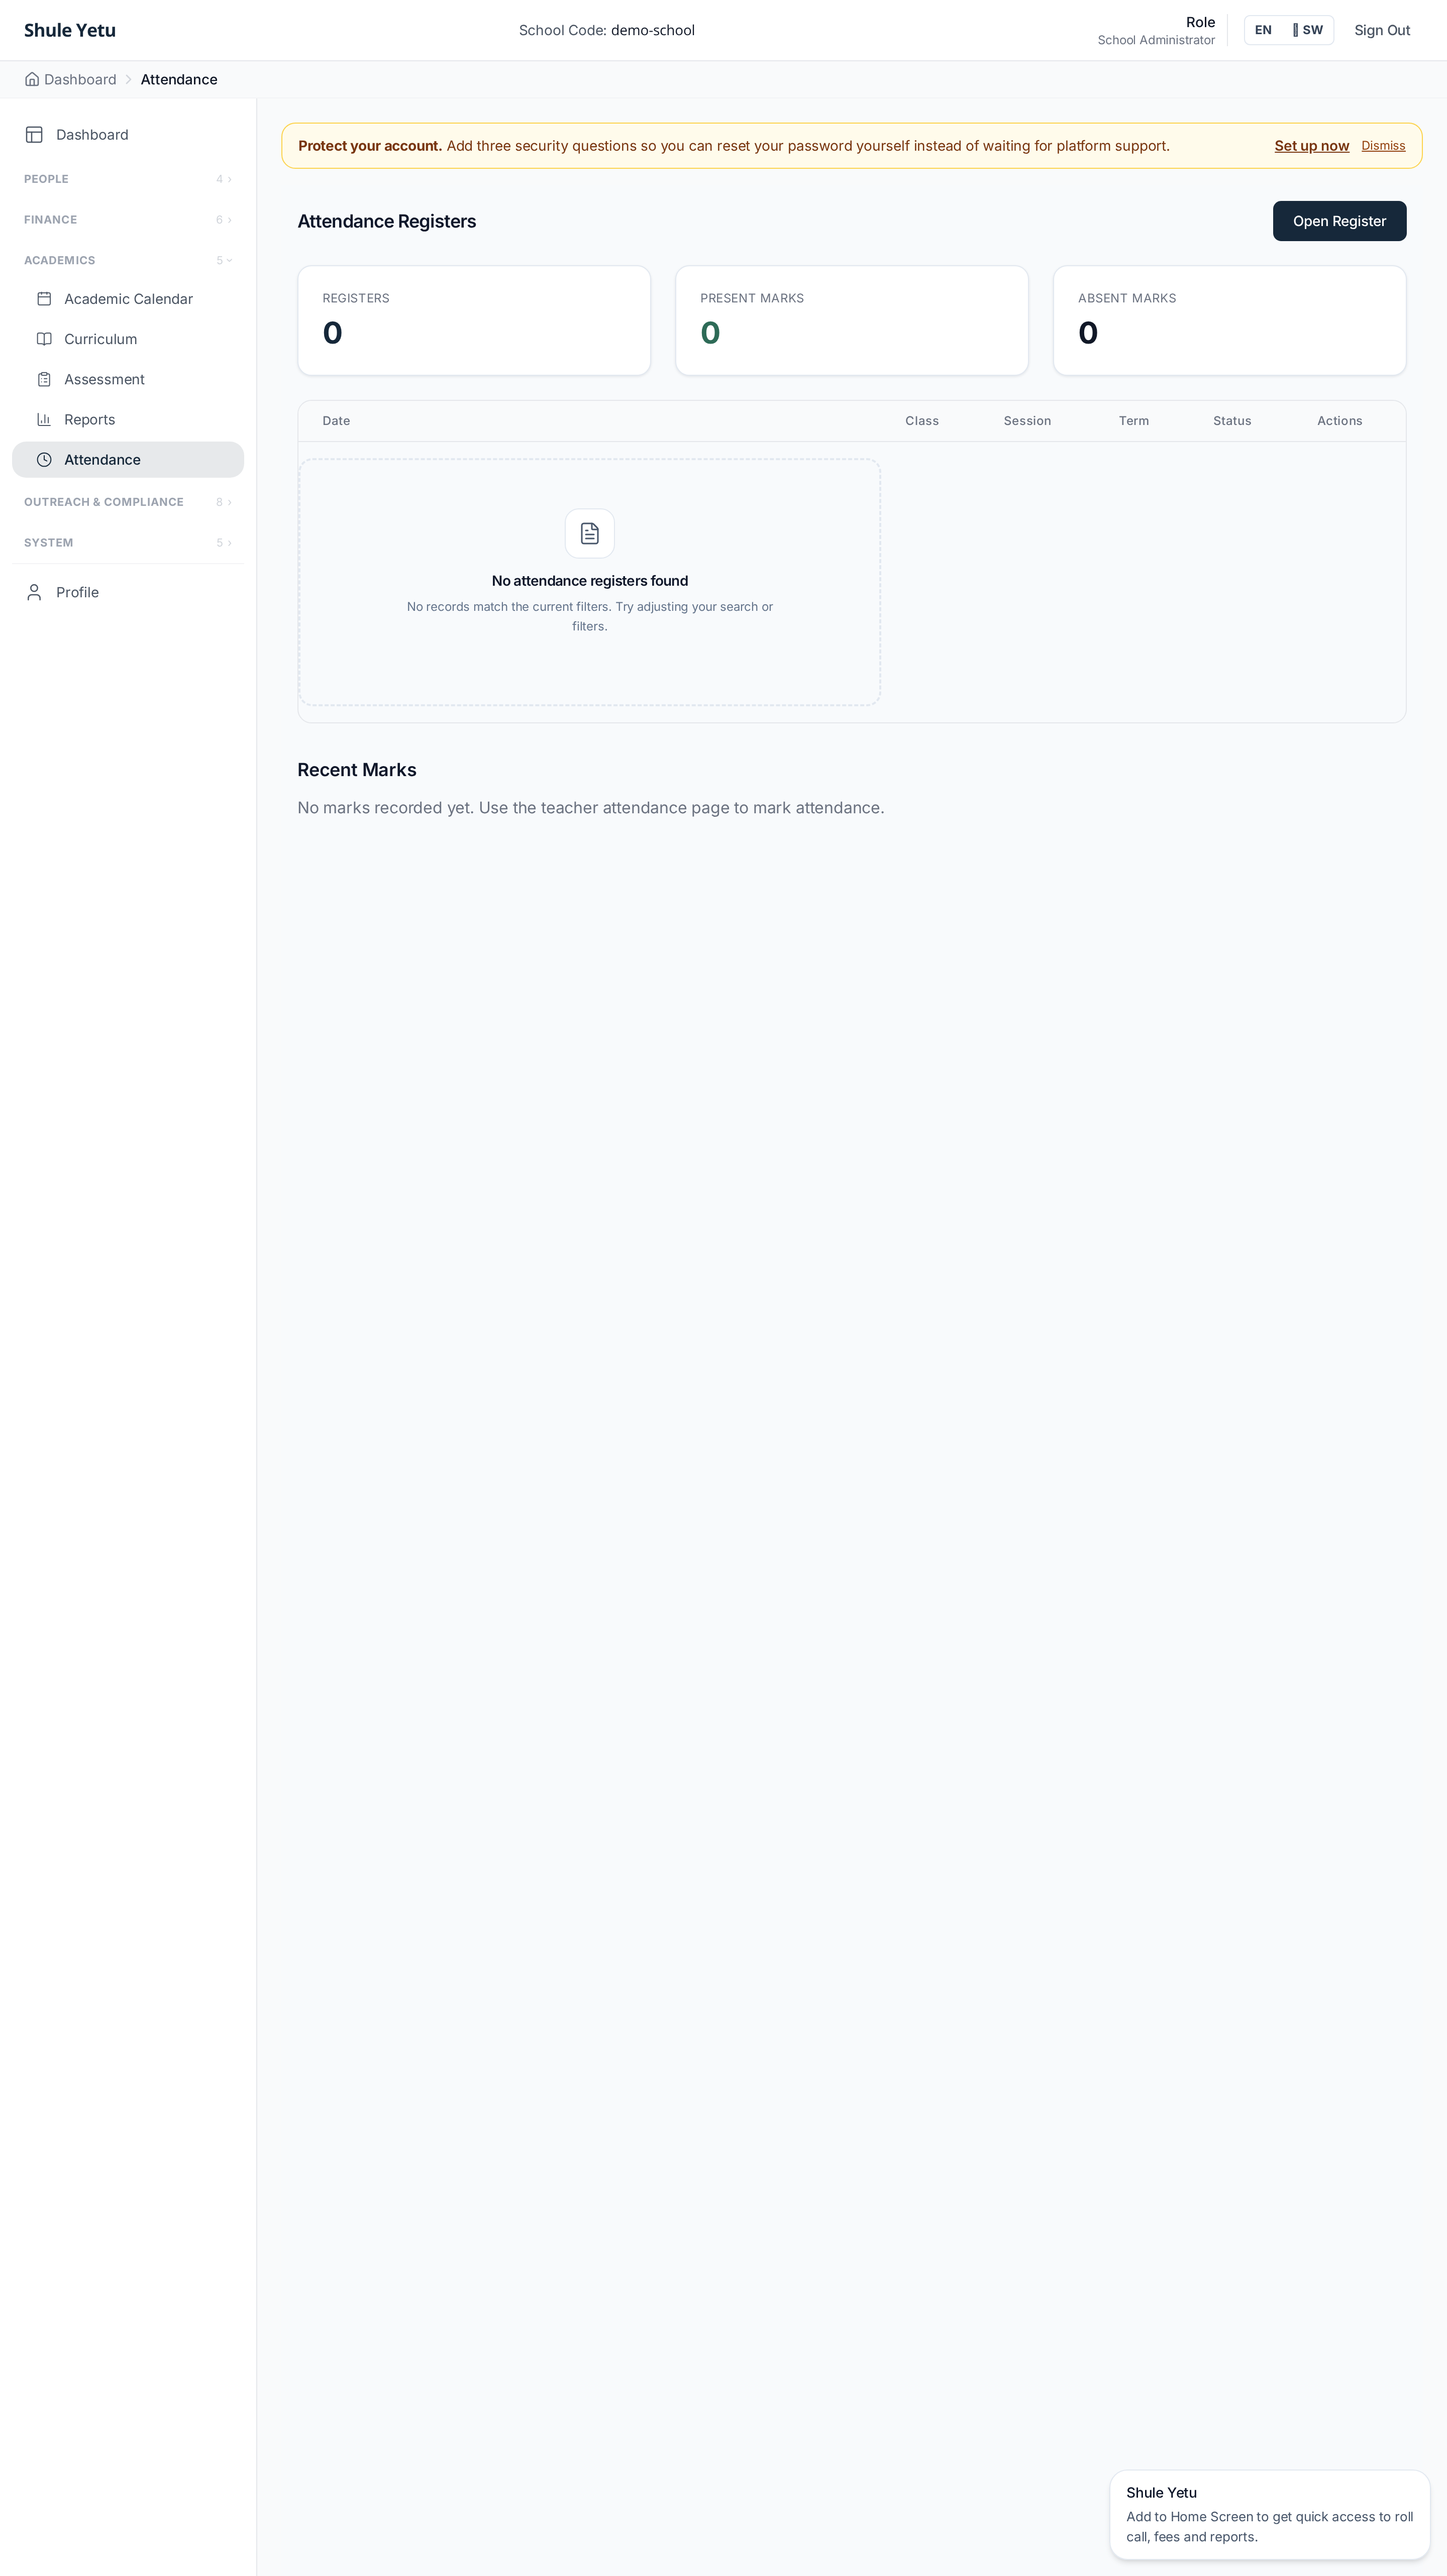 Shule Yetu
School Code: demo-school
Role
School Administrator
EN
SW
Sign Out
Dashboard
Attendance
Dashboard
PEOPLE 4
FINANCE 6
ACADEMICS 5
Academic Calendar
Curriculum
Assessment
Reports
Attendance
OUTREACH & COMPLIANCE 8
SYSTEM 5
Profile
Protect your account. Add three security questions so you can reset your password yourself instead of waiting for platform support.
Set up now
Dismiss
Attendance Registers
Open Register
REGISTERS
0
PRESENT MARKS
0
ABSENT MARKS
0
Date Class Session Term Status Actions
No attendance registers found
No records match the current filters. Try adjusting your search or
filters.
Recent Marks
No marks recorded yet. Use the teacher attendance page to mark attendance.
Shule Yetu
Add to Home Screen to get quick access to roll
call, fees and reports.